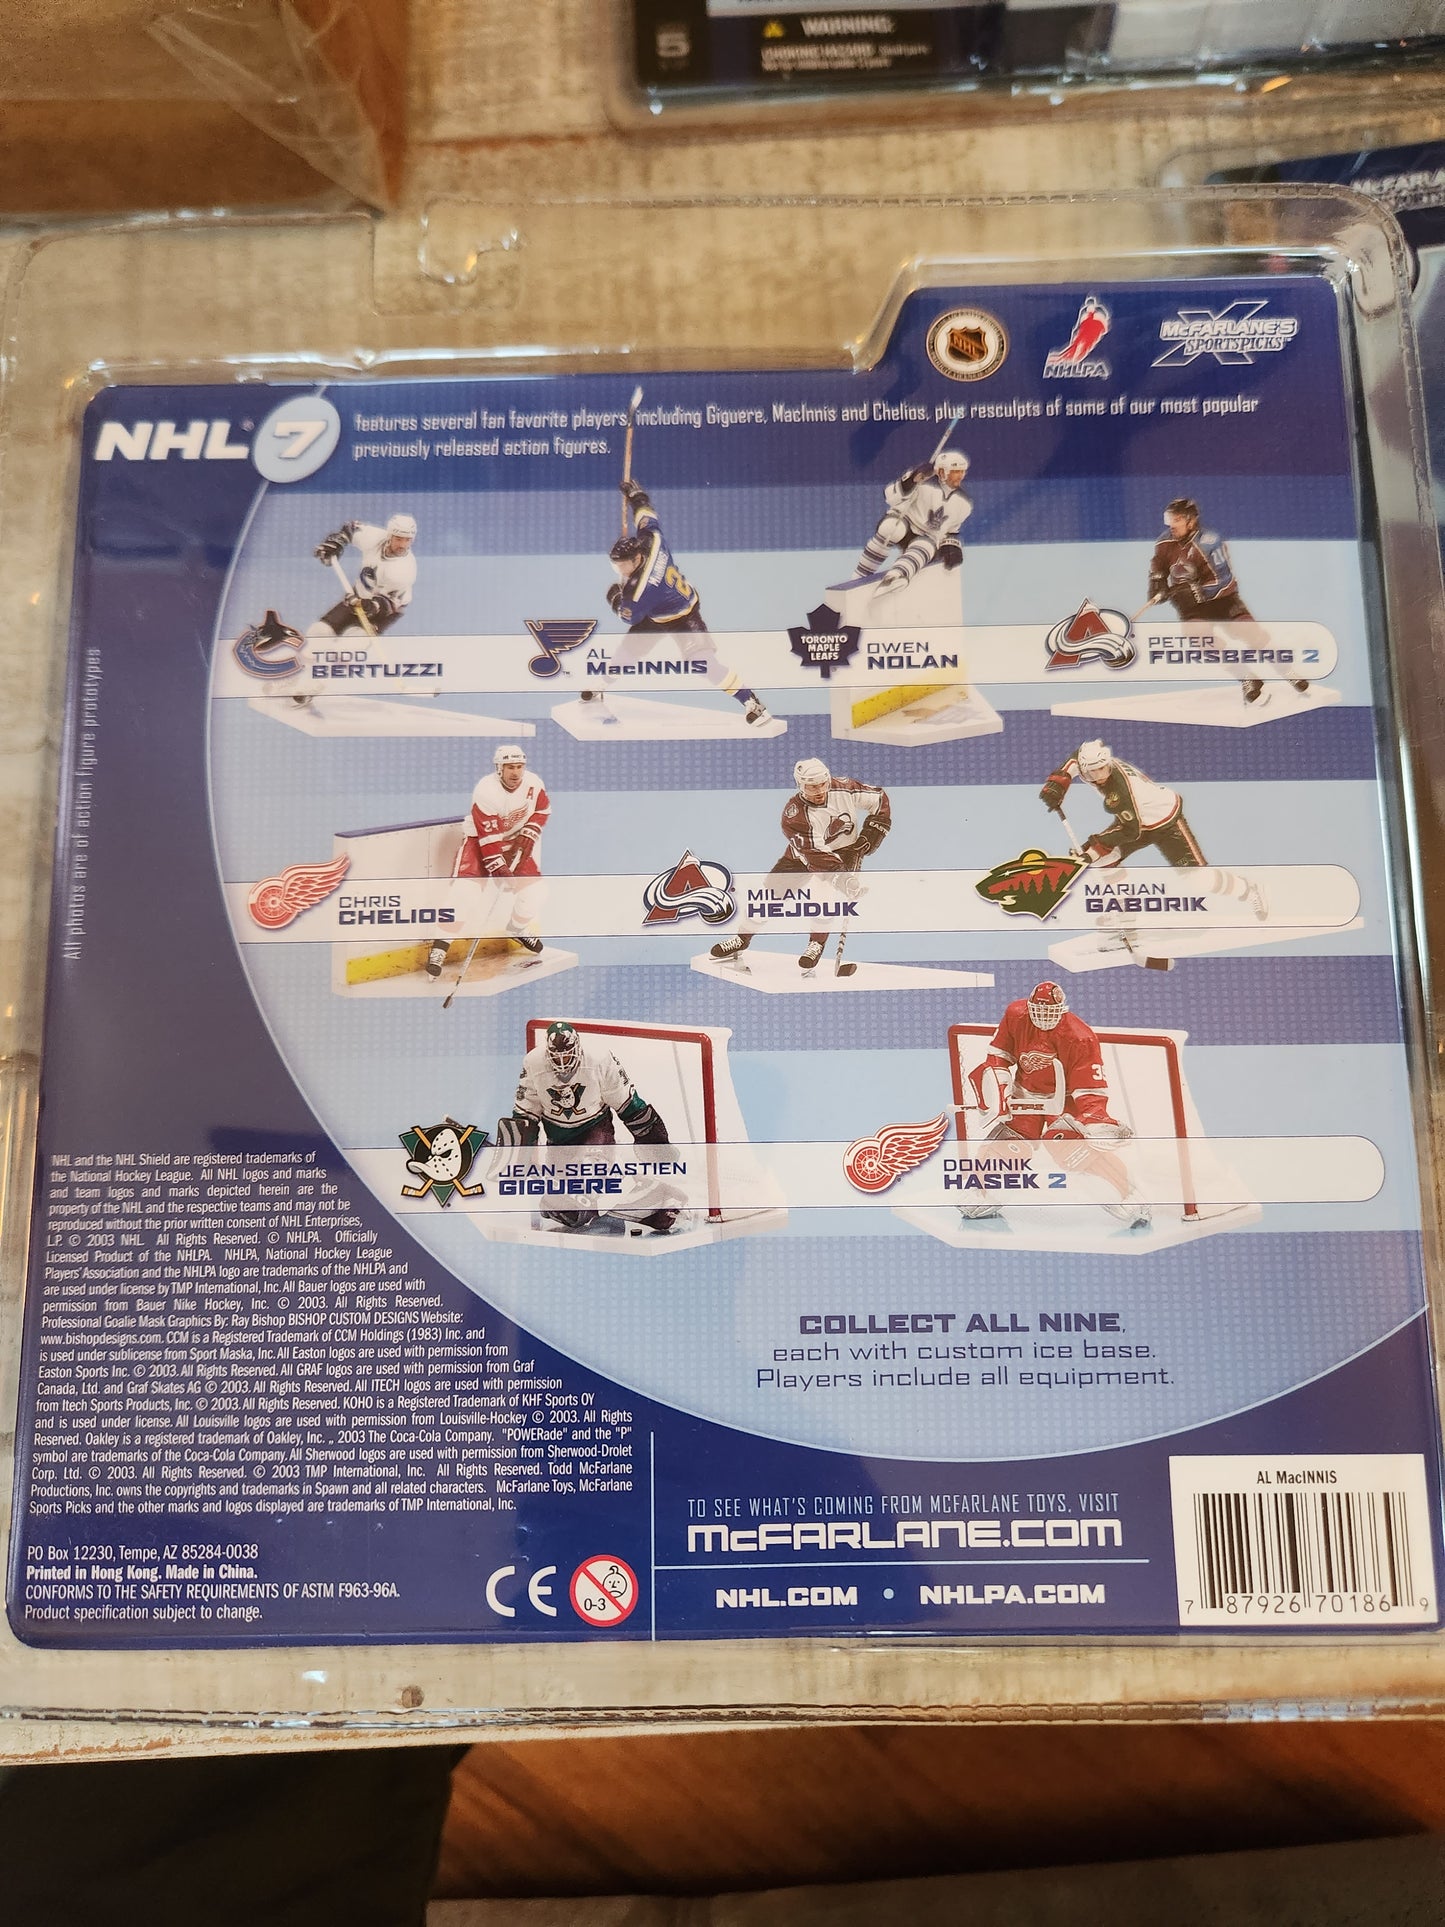 5
WARNING:
McFARLANE'S
SPORTSPICKS
NHL
NHLPA
NHL® 7
features several fan favorite players, including Giguere, MacInnis and Chelios, plus resculpts of some of our most popular
previously released action figures.
TODD
BERTUZZI
AL
MacINNIS
TORONTO
MAPLE
LEAFS
OWEN
NOLAN
PETER
FORSBERG 2
CHRIS
CHELIOS
MILAN
HEJDUK
MARIAN
GABORIK
JEAN-SEBASTIEN
GIGUERE
DOMINIK
HASEK 2
All photos are of action figure prototypes
COLLECT ALL NINE,
each with custom ice base.
Players include all equipment.
NHL and the NHL Shield are registered trademarks of
the National Hockey League. All NHL logos and marks
and team logos and marks depicted herein are the
property of the NHL and the respective teams and may not be
reproduced without the prior written consent of NHL Enterprises,
L.P. © 2003 NHL. All Rights Reserved. © NHLPA. Officially
Licensed Product of the NHLPA. NHLPA, National Hockey League
Players' Association and the NHLPA logo are trademarks of the NHLPA and
are used under license by TMP International, Inc. All Bauer logos are used with
permission from Bauer Nike Hockey, Inc. © 2003. All Rights Reserved.
Professional Goalie Mask Graphics By: Ray Bishop BISHOP CUSTOM DESIGNS Website:
www.bishopdesigns.com. CCM is a Registered Trademark of CCM Holdings (1983) Inc. and
is used under sublicense from Sport Maska, Inc. All Easton logos are used with permission from
Easton Sports Inc. © 2003. All Rights Reserved. All GRAF logos are used with permission from Graf
Canada, Ltd. and Graf Skates AG © 2003. All Rights Reserved. All ITECH logos are used with permission
from Itech Sports Products, Inc. © 2003. All Rights Reserved. KOHO is a Registered Trademark of KHF Sports OY
and is used under license. All Louisville logos are used with permission from Louisville-Hockey © 2003. All Rights
Reserved. Oakley is a registered trademark of Oakley, Inc. „ 2003 The Coca-Cola Company. "POWERade" and the "P"
symbol are trademarks of the Coca-Cola Company. All Sherwood logos are used with permission from Sherwood-Drolet
Corp. Ltd. © 2003. All Rights Reserved. © 2003 TMP International, Inc. All Rights Reserved. Todd McFarlane
Productions, Inc. owns the copyrights and trademarks in Spawn and all related characters. McFarlane Toys, McFarlane
Sports Picks and the other marks and logos displayed are trademarks of TMP International, Inc.
PO Box 12230, Tempe, AZ 85284-0038
Printed in Hong Kong. Made in China.
CONFORMS TO THE SAFETY REQUIREMENTS OF ASTM F963-96A.
Product specification subject to change.
CE
0-3
TO SEE WHAT'S COMING FROM MCFARLANE TOYS, VISIT
McFARLANE.COM
NHL.COM • NHLPA.COM
AL MacINNIS
7 87926 70186 9